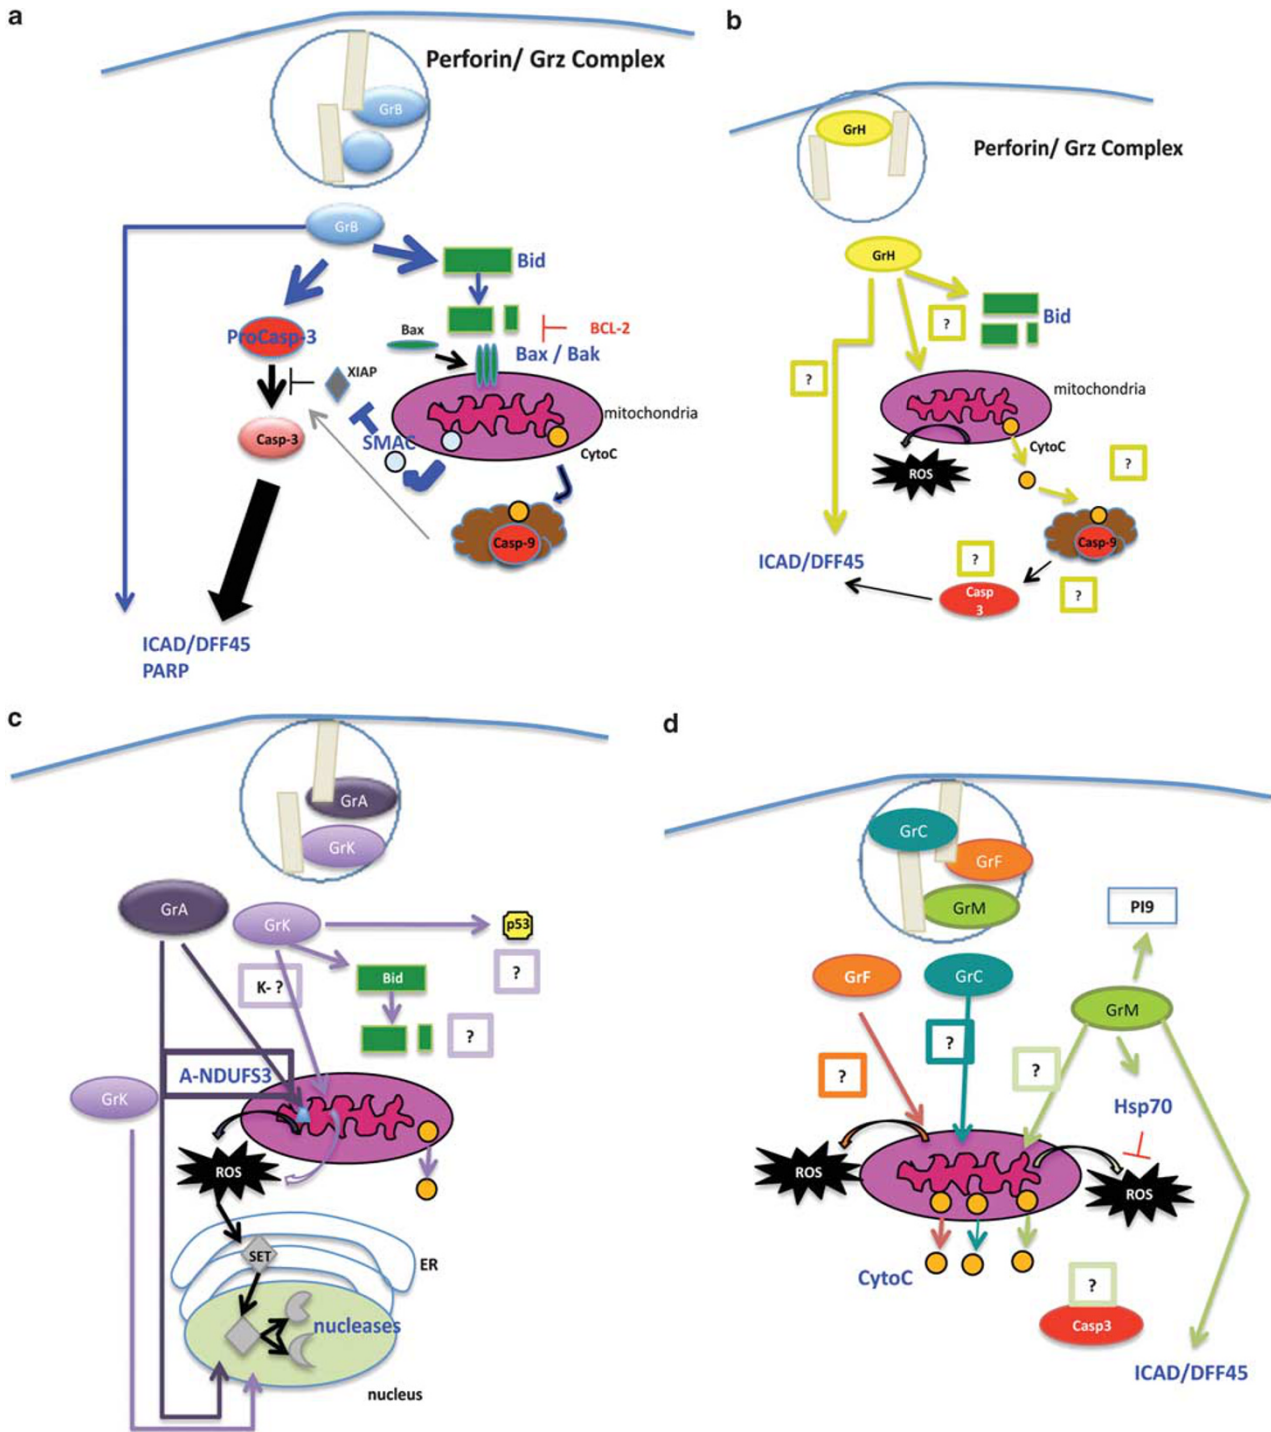 a
Perforin/ Grz Complex
GrB
GrB
Bid
ProCasp-3
BCL-2
Bax
Bax / Bak
XIAP
mitochondria
Casp-3
SMAC
CytoC
Casp-9
ICAD/DFF45
PARP
b
GrH
Perforin/ Grz Complex
GrH
?
Bid
?
mitochondria
CytoC
ROS
?
Casp-9
ICAD/DFF45
?
Casp
3
?
c
GrA
GrK
GrA
GrK
p53
K- ?
Bid
?
?
A-NDUFS3
GrK
ROS
SET
ER
nucleases
nucleus
d
GrC
GrF
GrM
PI9
GrF
GrC
GrM
?
?
?
Hsp70
ROS
ROS
CytoC
?
Casp3
ICAD/DFF45